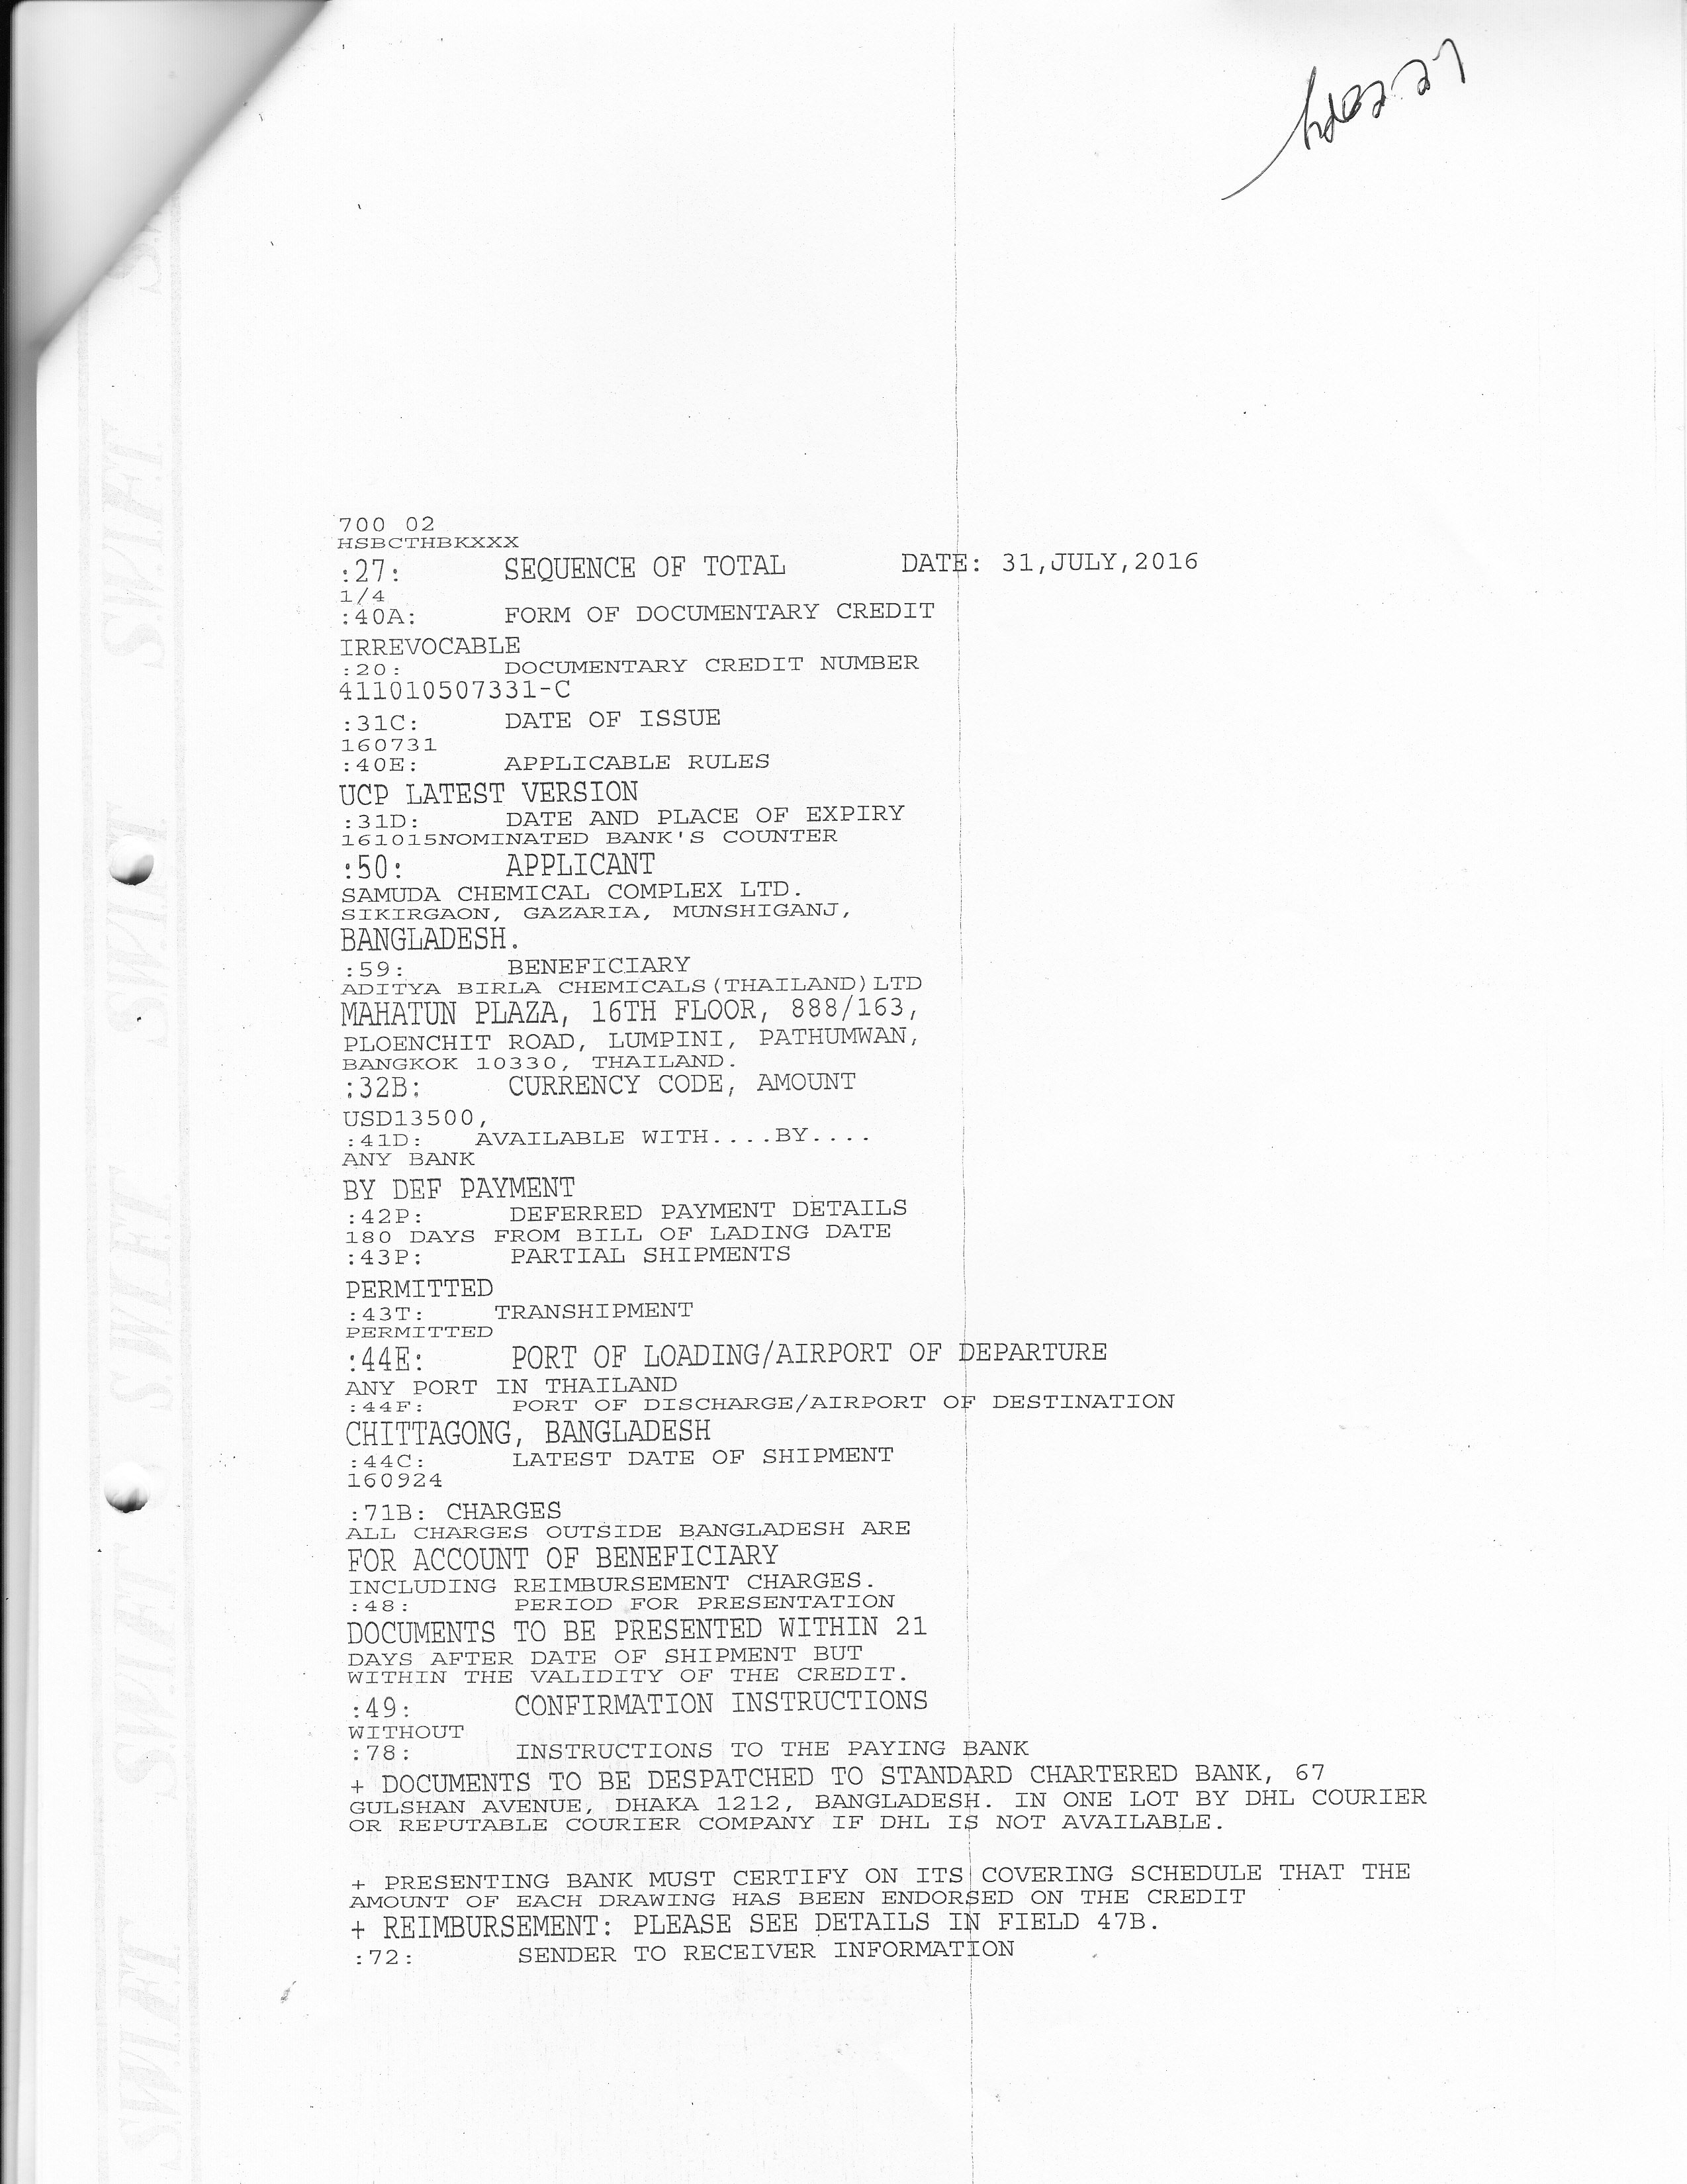 700 02
HSBCTHBKXXX
:27: SEQUENCE OF TOTAL DATE: 31,JULY,2016
1/4
:40A: FORM OF DOCUMENTARY CREDIT
IRREVOCABLE
:20: DOCUMENTARY CREDIT NUMBER
411010507331-C
:31C: DATE OF ISSUE
160731
:40E: APPLICABLE RULES
UCP LATEST VERSION
:31D: DATE AND PLACE OF EXPIRY
161015NOMINATED BANK'S COUNTER
:50: APPLICANT
SAMUDA CHEMICAL COMPLEX LTD.
SIKIRGAON, GAZARIA, MUNSHIGANJ,
BANGLADESH.
:59: BENEFICIARY
ADITYA BIRLA CHEMICALS(THAILAND)LTD
MAHATUN PLAZA, 16TH FLOOR, 888/163,
PLOENCHIT ROAD, LUMPINI, PATHUMWAN,
BANGKOK 10330, THAILAND.
:32B: CURRENCY CODE, AMOUNT
USD13500,
:41D: AVAILABLE WITH....BY....
ANY BANK
BY DEF PAYMENT
:42P: DEFERRED PAYMENT DETAILS
180 DAYS FROM BILL OF LADING DATE
:43P: PARTIAL SHIPMENTS
PERMITTED
:43T: TRANSHIPMENT
PERMITTED
:44E: PORT OF LOADING/AIRPORT OF DEPARTURE
ANY PORT IN THAILAND
:44F: PORT OF DISCHARGE/AIRPORT OF DESTINATION
CHITTAGONG, BANGLADESH
:44C: LATEST DATE OF SHIPMENT
160924
:71B: CHARGES
ALL CHARGES OUTSIDE BANGLADESH ARE
FOR ACCOUNT OF BENEFICIARY
INCLUDING REIMBURSEMENT CHARGES.
:48: PERIOD FOR PRESENTATION
DOCUMENTS TO BE PRESENTED WITHIN 21
DAYS AFTER DATE OF SHIPMENT BUT
WITHIN THE VALIDITY OF THE CREDIT.
:49: CONFIRMATION INSTRUCTIONS
WITHOUT
:78: INSTRUCTIONS TO THE PAYING BANK
+ DOCUMENTS TO BE DESPATCHED TO STANDARD CHARTERED BANK, 67
GULSHAN AVENUE, DHAKA 1212, BANGLADESH. IN ONE LOT BY DHL COURIER
OR REPUTABLE COURIER COMPANY IF DHL IS NOT AVAILABLE.
+ PRESENTING BANK MUST CERTIFY ON ITS COVERING SCHEDULE THAT THE
AMOUNT OF EACH DRAWING HAS BEEN ENDORSED ON THE CREDIT
+ REIMBURSEMENT: PLEASE SEE DETAILS IN FIELD 47B.
:72: SENDER TO RECEIVER INFORMATION
SWIFT SWIFT SWIFT SWIFT SWIFT SWIFT